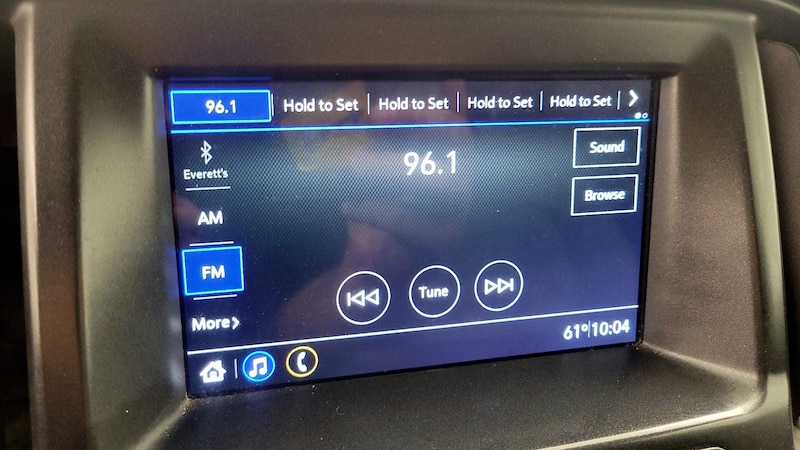 96.1 Hold to Set Hold to Set Hold to Set Hold to Set
Everett's
96.1
Sound
Browse
AM
FM
Tune
More
61° 10:04